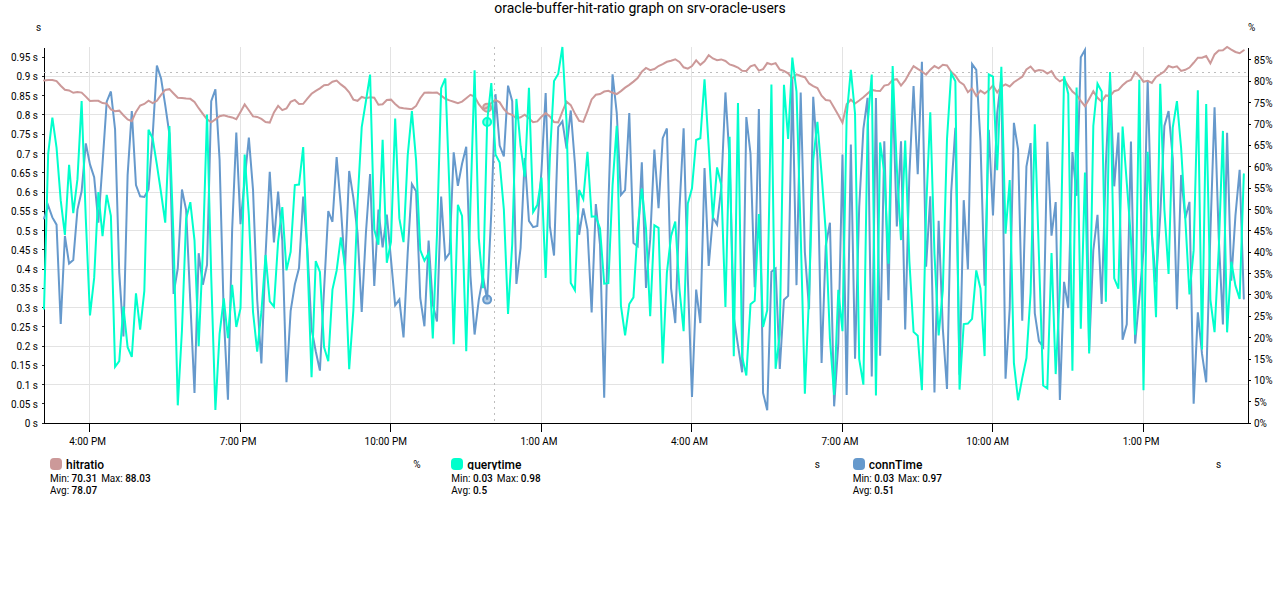 oracle-buffer-hit-ratio graph on srv-oracle-users
s %
0.95 s 85%
0.9 s 80%
0.85 s 75%
0.8 s 70%
0.75 s 65%
0.7 s 60%
0.65 s 55%
0.6 s 50%
0.55 s 45%
0.5 s 40%
0.45 s 35%
0.4 s 30%
0.35 s 25%
0.3 s 20%
0.25 s 15%
0.2 s 10%
0.15 s 5%
0.1 s 0%
0.05 s
0 s
4:00 PM 7:00 PM 10:00 PM 1:00 AM 4:00 AM 7:00 AM 10:00 AM 1:00 PM
hitratio % querytime s connTime s
Min: 70.31 Max: 88.03 Min: 0.03 Max: 0.98 Min: 0.03 Max: 0.97
Avg: 78.07 Avg: 0.5 Avg: 0.51